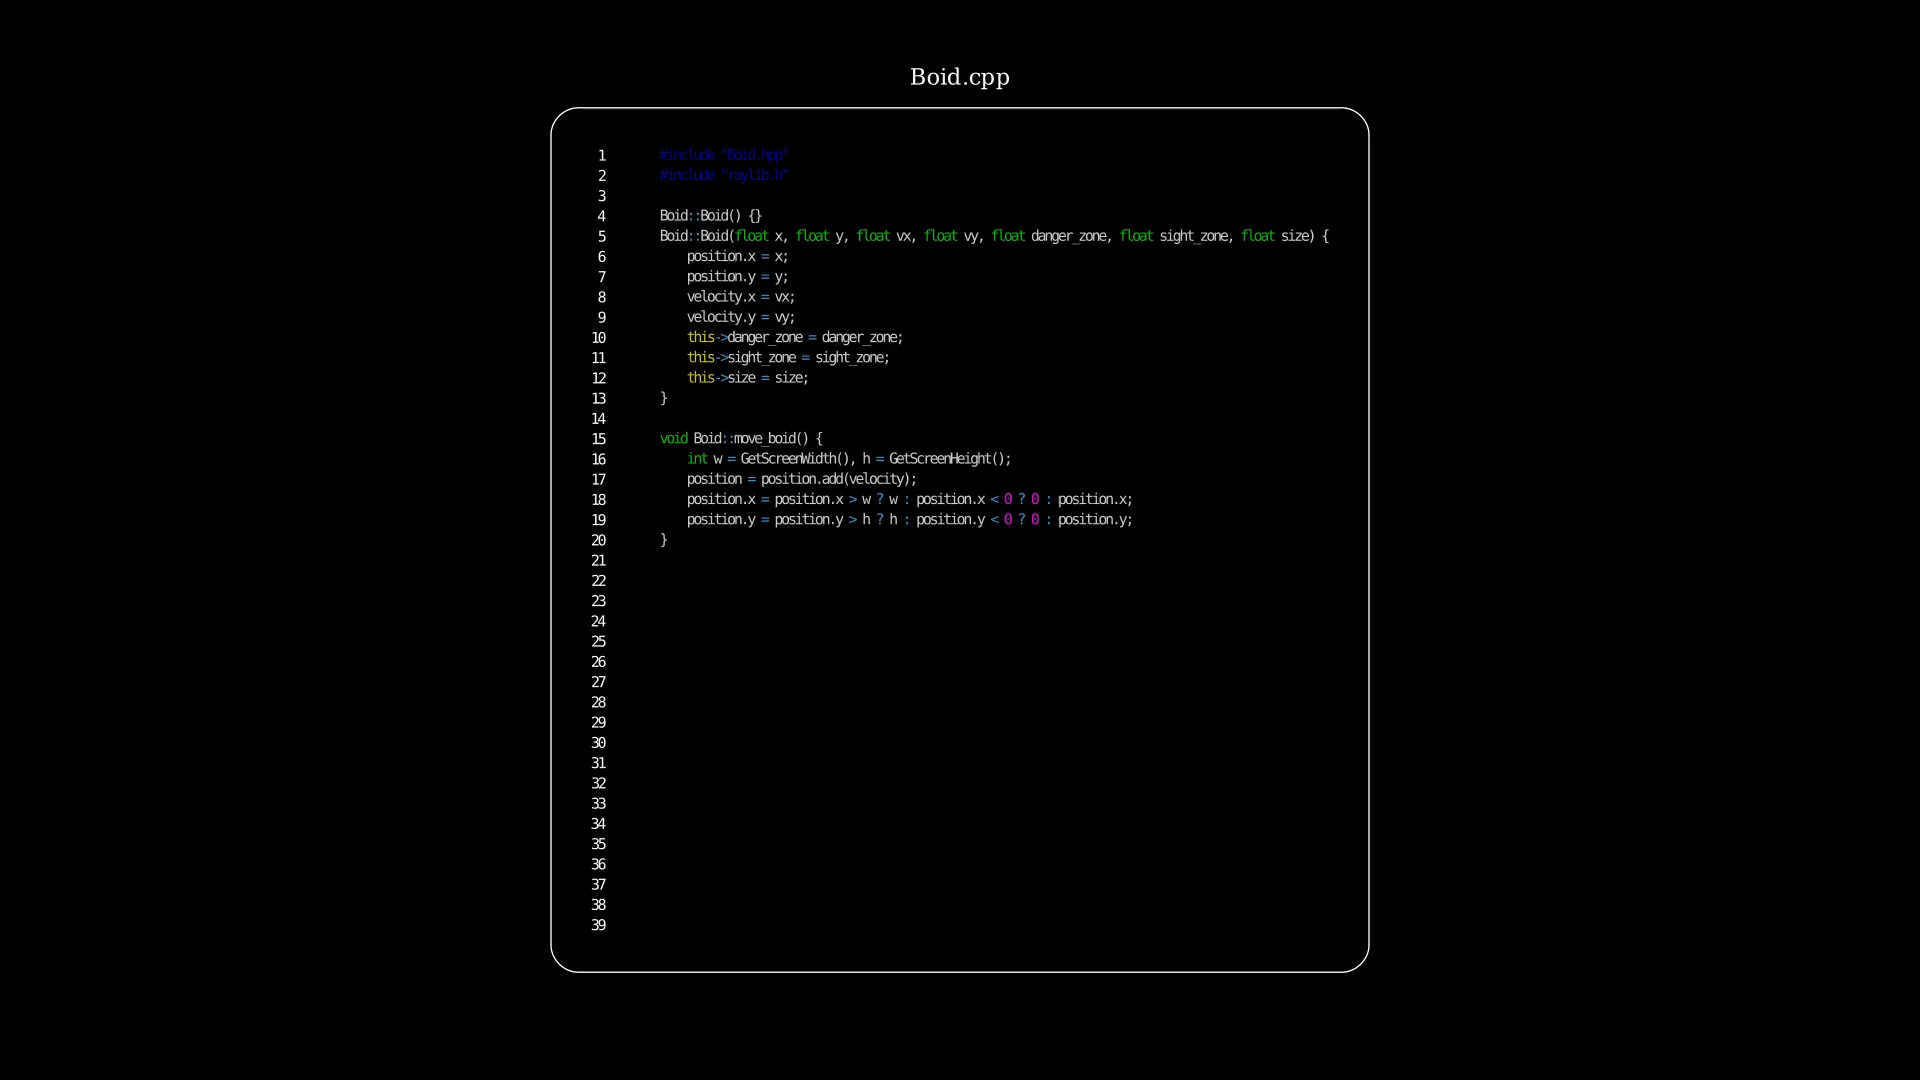 Boid.cpp
1 #include "Boid.hpp"
2 #include "raylib.h"
3
4 Boid::Boid() {}
5 Boid::Boid(float x, float y, float vx, float vy, float danger_zone, float sight_zone, float size) {
6     position.x = x;
7     position.y = y;
8     velocity.x = vx;
9     velocity.y = vy;
10     this->danger_zone = danger_zone;
11     this->sight_zone = sight_zone;
12     this->size = size;
13 }
14
15 void Boid::move_boid() {
16     int w = GetScreenWidth(), h = GetScreenHeight();
17     position = position.add(velocity);
18     position.x = position.x > w ? w : position.x < 0 ? 0 : position.x;
19     position.y = position.y > h ? h : position.y < 0 ? 0 : position.y;
20 }
21
22
23
24
25
26
27
28
29
30
31
32
33
34
35
36
37
38
39